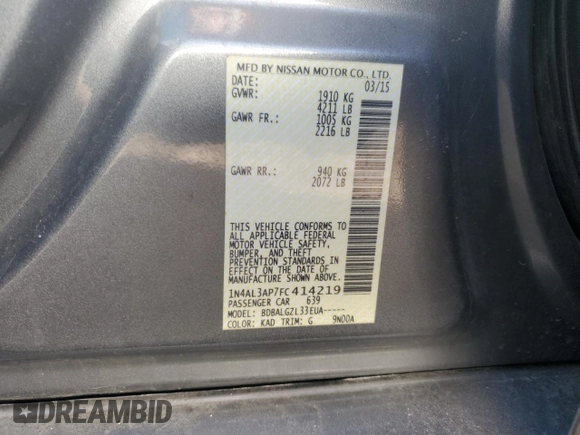 MFD BY NISSAN MOTOR CO., LTD.
DATE: 03/15
GVWR: 1910 KG
4211 LB
GAWR FR.: 1005 KG
2216 LB
GAWR RR.: 940 KG
2072 LB
THIS VEHICLE CONFORMS TO
ALL APPLICABLE FEDERAL
MOTOR VEHICLE SAFETY,
BUMPER, AND THEFT
PREVENTION STANDARDS
IN EFFECT ON THE DATE OF
MANUFACTURE SHOWN ABOVE.
1N4AL3AP7FC414219
PASSENGER CAR 639
MODEL: BDBALGZL33EUA-----
COLOR: KAD TRIM: G 9N00A
DREAMBID